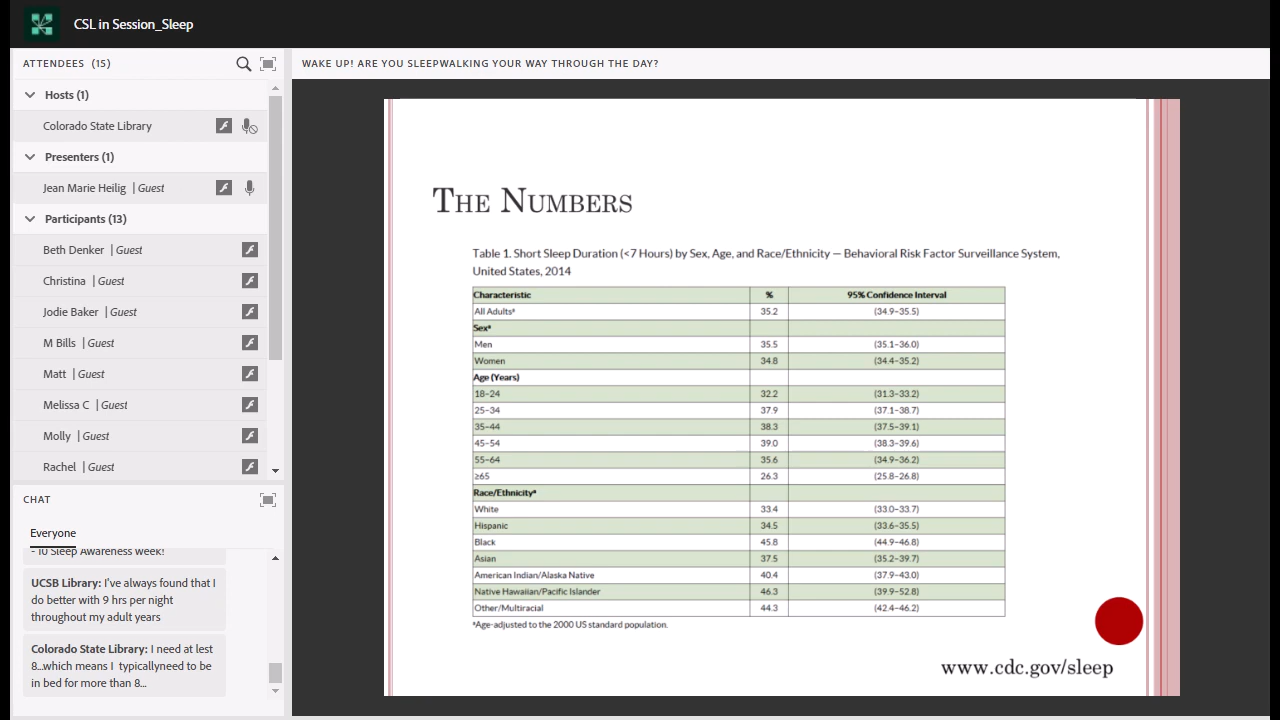 CSL in Session_Sleep
ATTENDEES (15)
Hosts (1)
Colorado State Library
Presenters (1)
Jean Marie Heilig | Guest
Participants (13)
Beth Denker | Guest
Christina | Guest
Jodie Baker | Guest
M Bills | Guest
Matt | Guest
Melissa C | Guest
Molly | Guest
Rachel | Guest
CHAT
Everyone
- 10 Sleep Awareness week!
UCSB Library: I've always found that I
do better with 9 hrs per night
throughout my adult years
Colorado State Library: I need at lest
8...which means I typicallyneed to be
in bed for more than 8...
WAKE UP! ARE YOU SLEEPWALKING YOUR WAY THROUGH THE DAY?
THE NUMBERS
Table 1. Short Sleep Duration (<7 Hours) by Sex, Age, and Race/Ethnicity — Behavioral Risk Factor Surveillance System,
United States, 2014
Characteristic % 95% Confidence Interval
All Adultsª 35.2 (34.9–35.5)
Sexª
Men 35.5 (35.1–36.0)
Women 34.8 (34.4–35.2)
Age (Years)
18–24 32.2 (31.3–33.2)
25–34 37.9 (37.1–38.7)
35–44 38.3 (37.5–39.1)
45–54 39.0 (38.3–39.6)
55–64 35.6 (34.9–36.2)
≥65 26.3 (25.8–26.8)
Race/Ethnicityª
White 33.4 (33.0–33.7)
Hispanic 34.5 (33.6–35.5)
Black 45.8 (44.9–46.8)
Asian 37.5 (35.2–39.7)
American Indian/Alaska Native 40.4 (37.9–43.0)
Native Hawaiian/Pacific Islander 46.3 (39.9–52.8)
Other/Multiracial 44.3 (42.4–46.2)
ªAge-adjusted to the 2000 US standard population.
www.cdc.gov/sleep